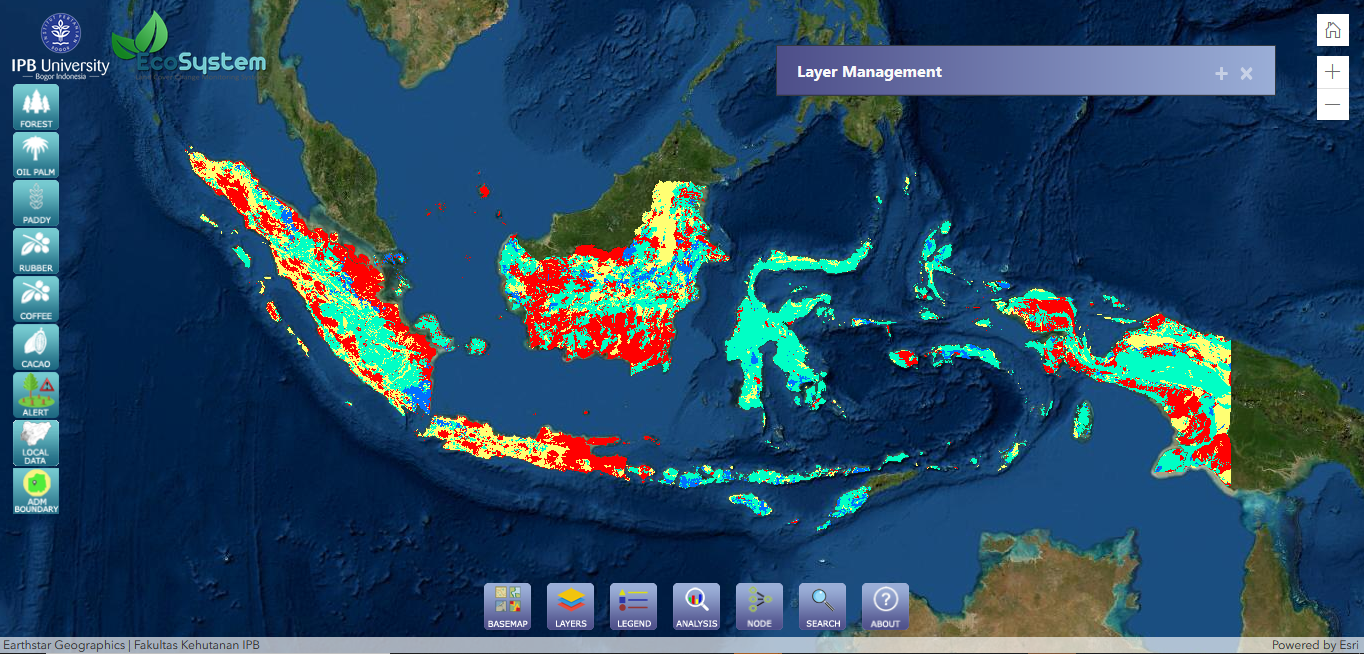 IPB University
Bogor Indonesia
EcoSystem
Layer Management
FOREST
OIL PALM
PADDY
RUBBER
COFFEE
CACAO
ALERT
LOCAL
DATA
ADM
BOUNDARY
BASEMAP
LAYERS
LEGEND
ANALYSIS
NODE
SEARCH
ABOUT
Earthstar Geographics | Fakultas Kehutanan IPB
Powered by Esri